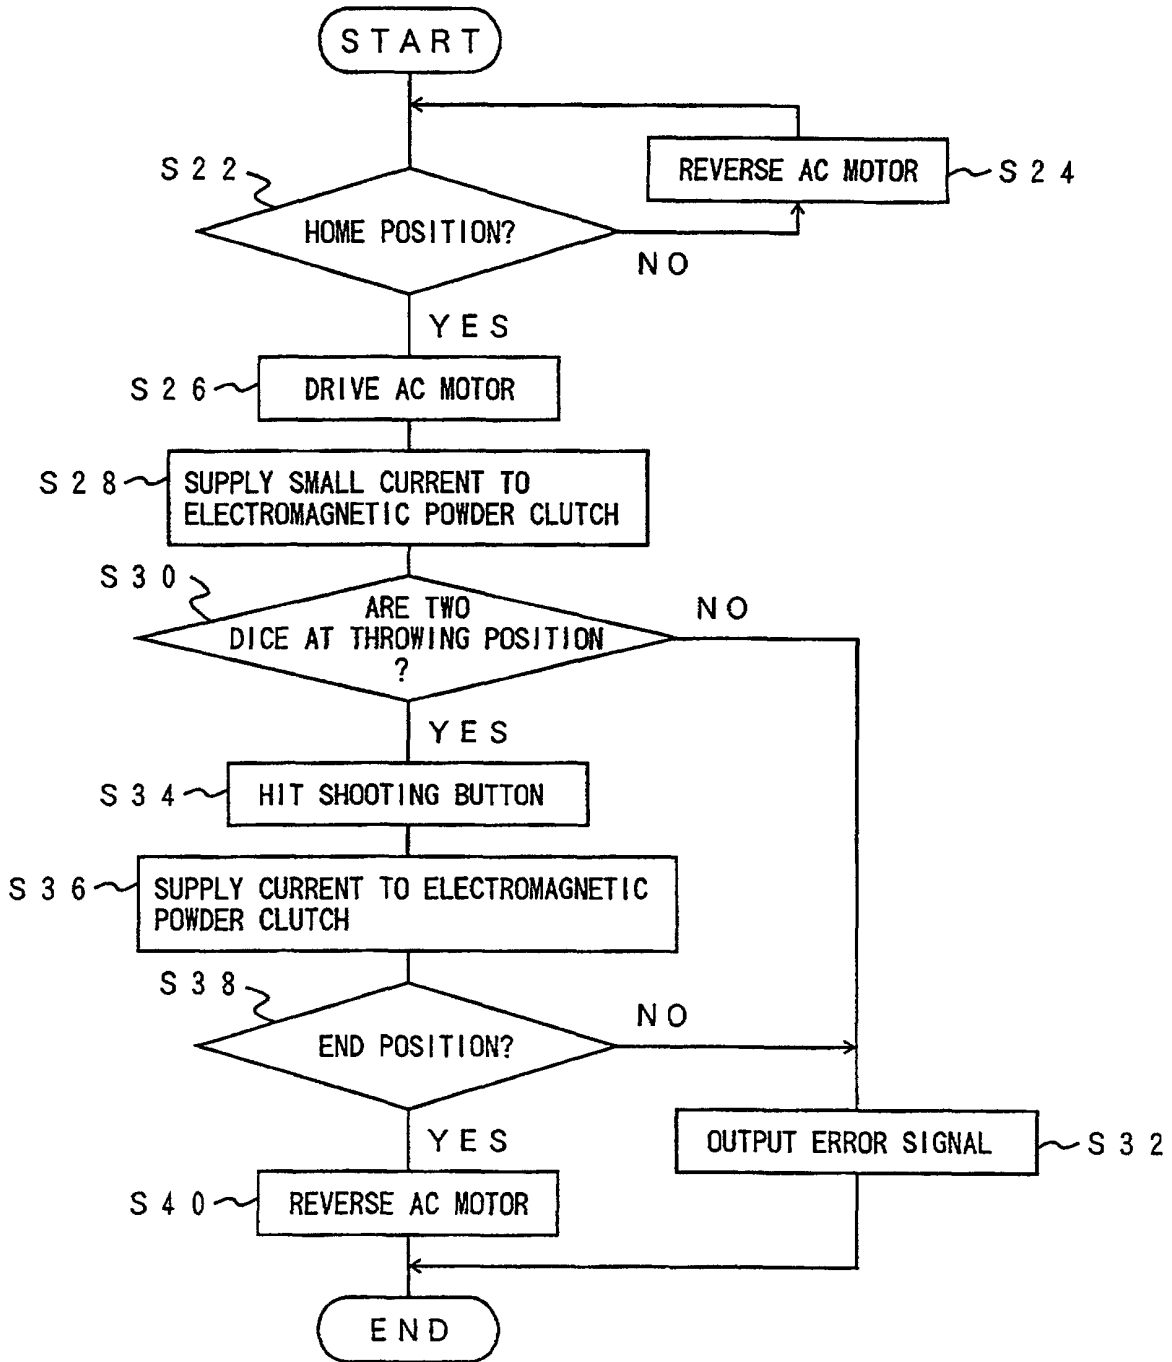 START
S22
REVERSE AC MOTOR
S24
HOME POSITION?
NO
YES
S26
DRIVE AC MOTOR
S28
SUPPLY SMALL CURRENT TO
ELECTROMAGNETIC POWDER CLUTCH
S30
ARE TWO
DICE AT THROWING POSITION
?
NO
YES
S34
HIT SHOOTING BUTTON
S36
SUPPLY CURRENT TO ELECTROMAGNETIC
POWDER CLUTCH
S38
END POSITION?
NO
YES
OUTPUT ERROR SIGNAL
S32
S40
REVERSE AC MOTOR
END